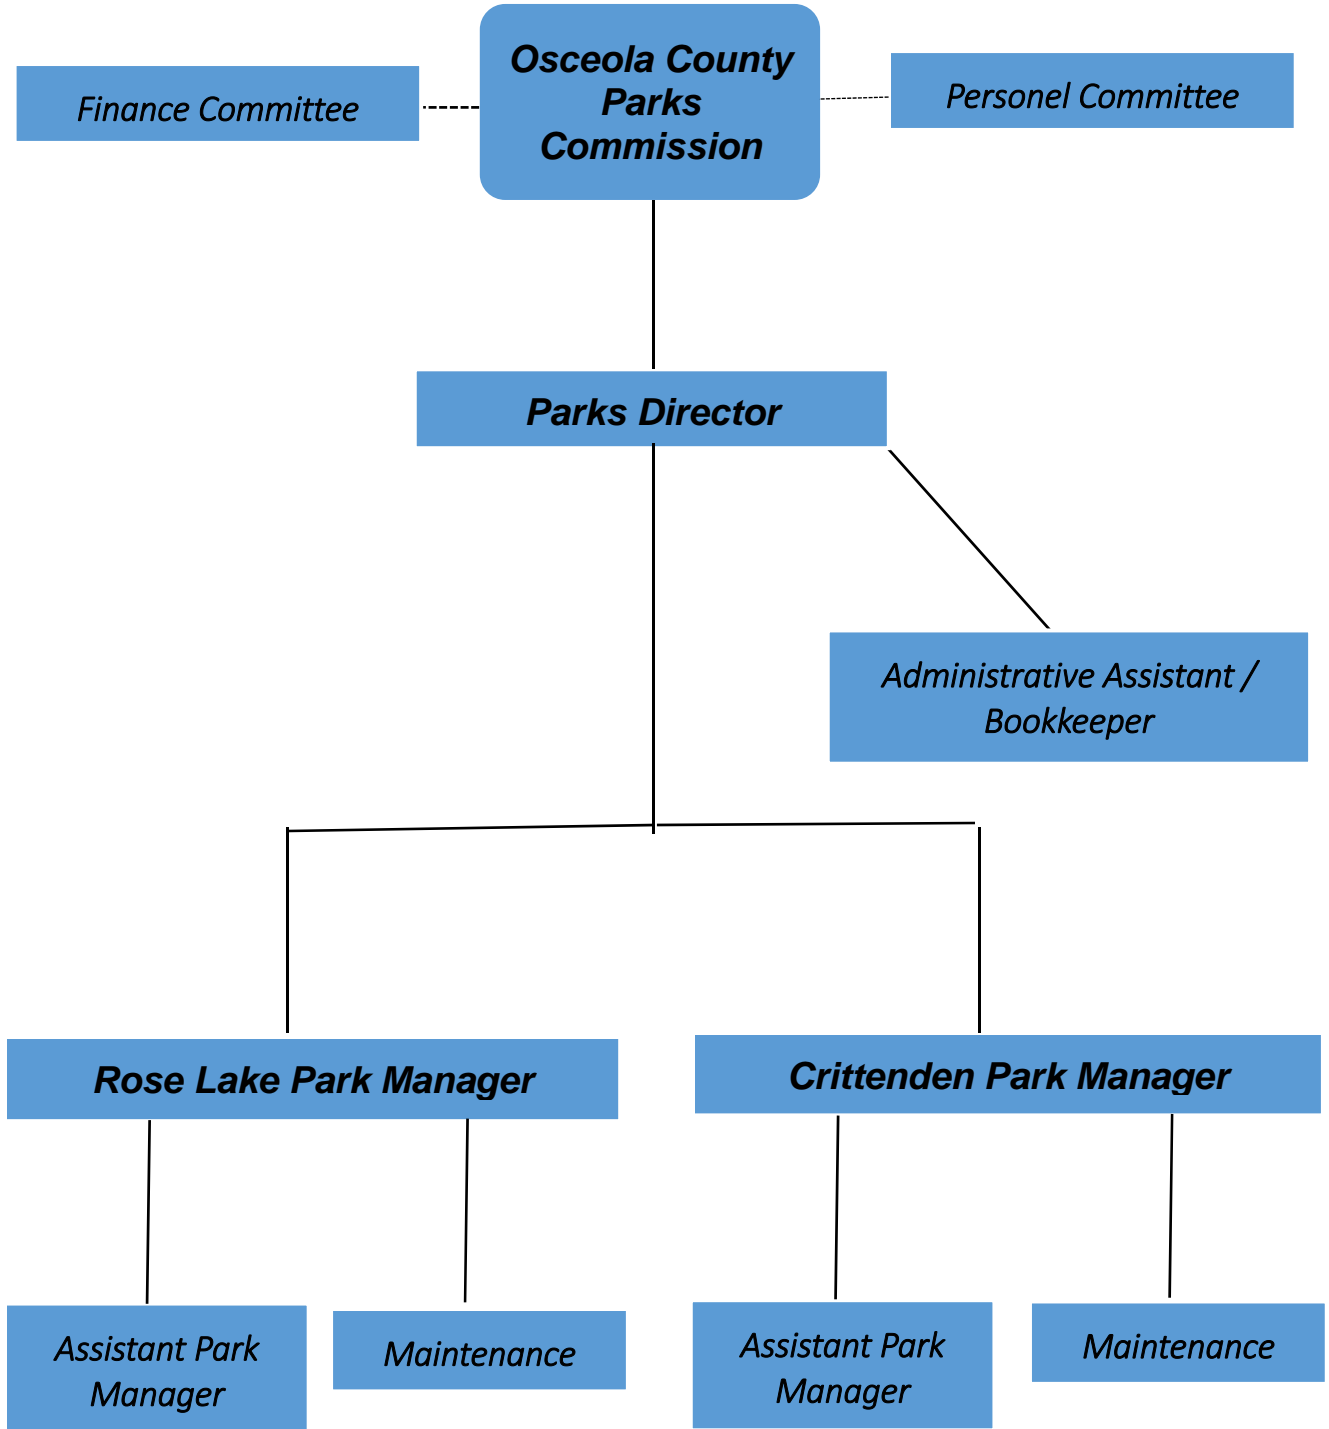 Osceola County
Parks
Commission
Finance Committee
Personel Committee
Parks Director
Administrative Assistant /
Bookkeeper
Rose Lake Park Manager
Crittenden Park Manager
Assistant Park
Manager
Maintenance
Assistant Park
Manager
Maintenance